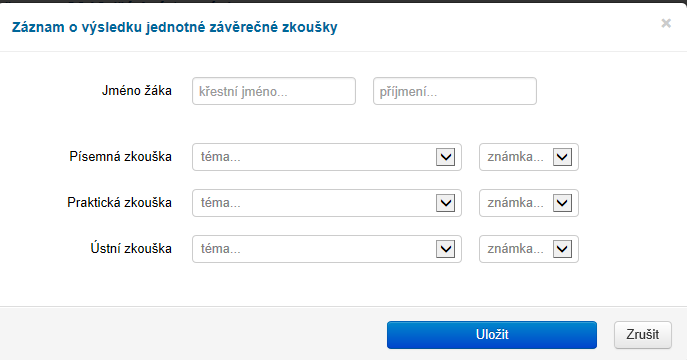 Záznam o výsledku jednotné závěrečné zkoušky
×
Jméno žáka křestní jméno... příjmení...
Písemná zkouška téma... známka...
Praktická zkouška téma... známka...
Ústní zkouška téma... známka...
Uložit Zrušit